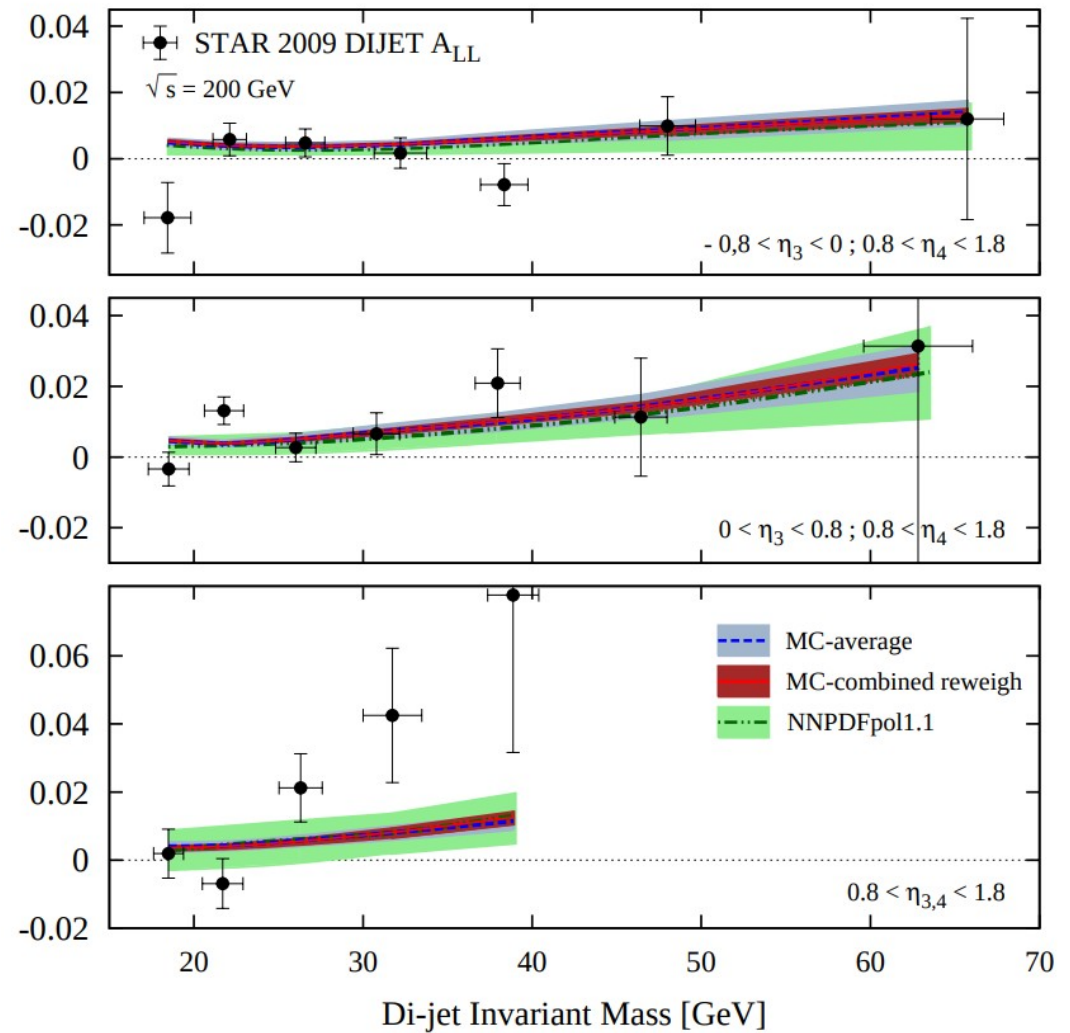 0.04
0.02
0
-0.02
STAR 2009 DIJET A_LL
√s = 200 GeV
- 0,8 < η₃ < 0 ; 0.8 < η₄ < 1.8
0.04
0.02
0
-0.02
0 < η₃ < 0.8 ; 0.8 < η₄ < 1.8
0.06
0.04
0.02
0
-0.02
MC-average
MC-combined reweigh
NNPDFpol1.1
0.8 < η₃,₄ < 1.8
20 30 40 50 60 70
Di-jet Invariant Mass [GeV]